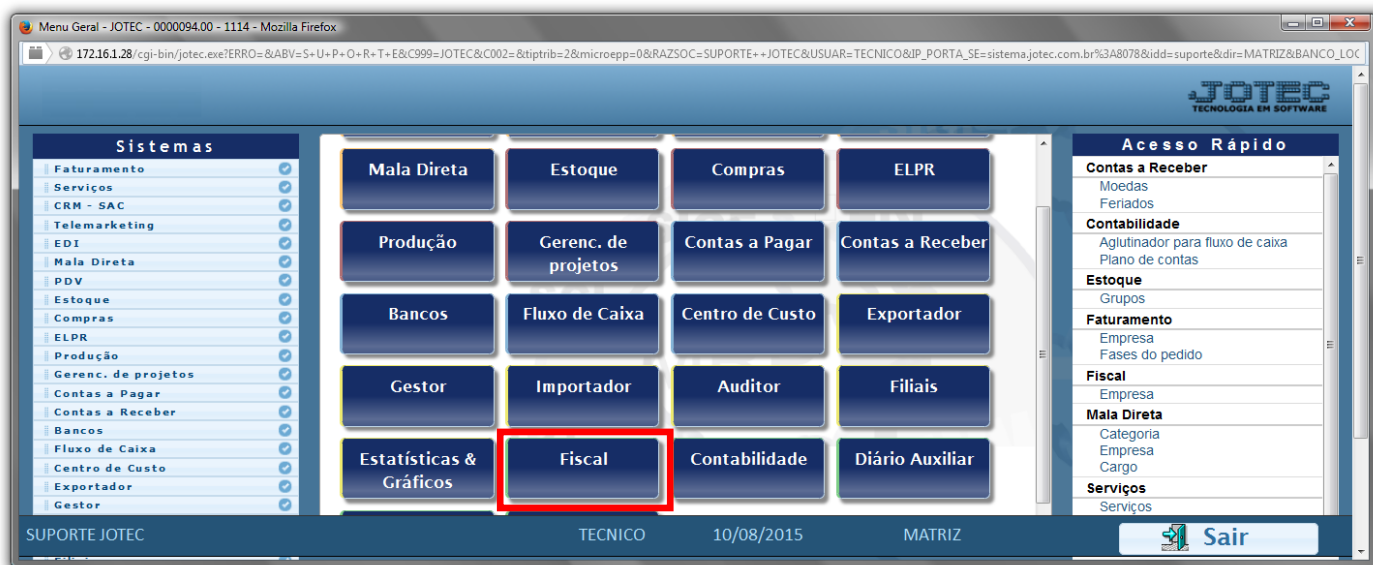 Menu Geral - JOTEC - 0000094.00 - 1114 - Mozilla Firefox
172.16.1.28/cgi-bin/jotec.exe?ERRO=&ABV=S+U+P+O+R+T+E&C999=JOTEC&C002=&tiptrib=2&microepp=0&RAZSOC=SUPORTE++JOTEC&USUAR=TECNICO&IP_PORTA_SE=sistema.jotec.com.br%3A8078&idd=suporte&dir=MATRIZ&BANCO_LOC
JOTEC
TECNOLOGIA EM SOFTWARE
Sistemas
Faturamento
Serviços
CRM - SAC
Telemarketing
EDI
Mala Direta
PDV
Estoque
Compras
ELPR
Produção
Gerenc. de projetos
Contas a Pagar
Contas a Receber
Bancos
Fluxo de Caixa
Centro de Custo
Exportador
Gestor
Mala Direta
Estoque
Compras
ELPR
Produção
Gerenc. de
projetos
Contas a Pagar
Contas a Receber
Bancos
Fluxo de Caixa
Centro de Custo
Exportador
Gestor
Importador
Auditor
Filiais
Estatísticas &
Gráficos
Fiscal
Contabilidade
Diário Auxiliar
Acesso Rápido
Contas a Receber
Moedas
Feriados
Contabilidade
Aglutinador para fluxo de caixa
Plano de contas
Estoque
Grupos
Faturamento
Empresa
Fases do pedido
Fiscal
Empresa
Mala Direta
Categoria
Empresa
Cargo
Serviços
Serviços
SUPORTE JOTEC
TECNICO
10/08/2015
MATRIZ
Sair